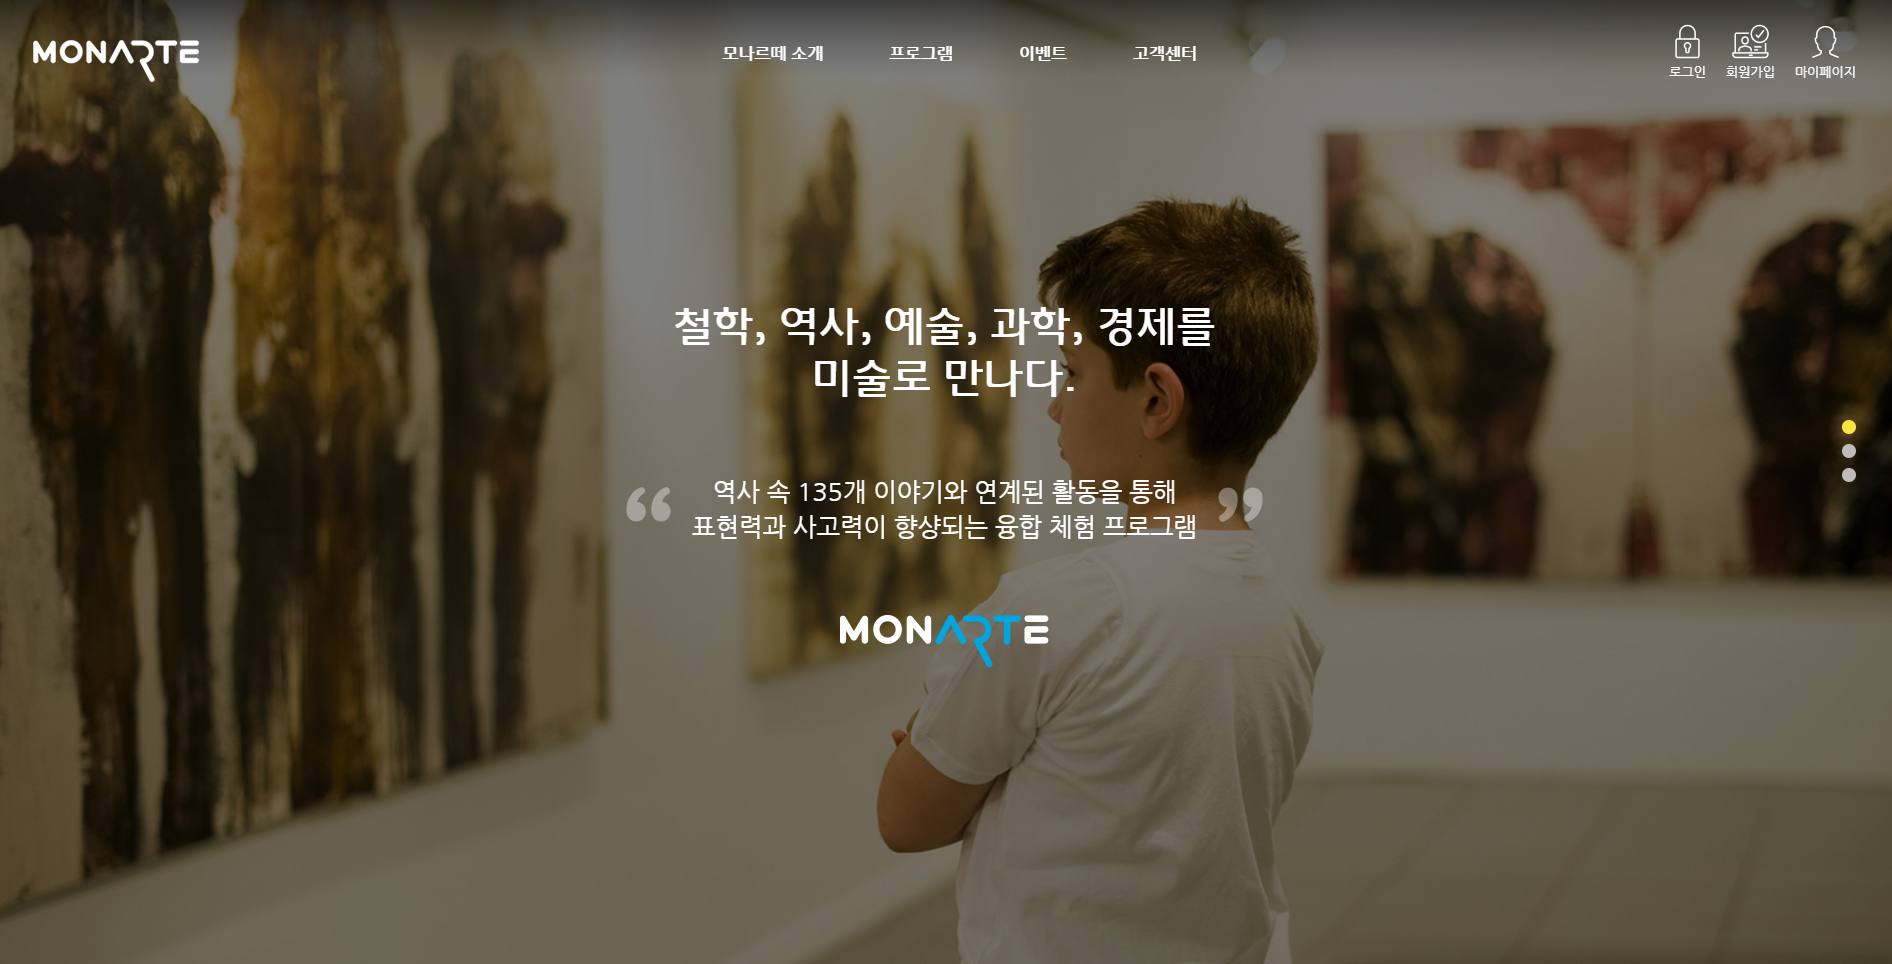 MONARTE
모나르떼 소개
프로그램
이벤트
고객센터
로그인
회원가입
마이페이지
철학, 역사, 예술, 과학, 경제를
미술로 만나다.
“ 역사 속 135개 이야기와 연계된 활동을 통해
표현력과 사고력이 향상되는 융합 체험 프로그램 ”
MONARTE